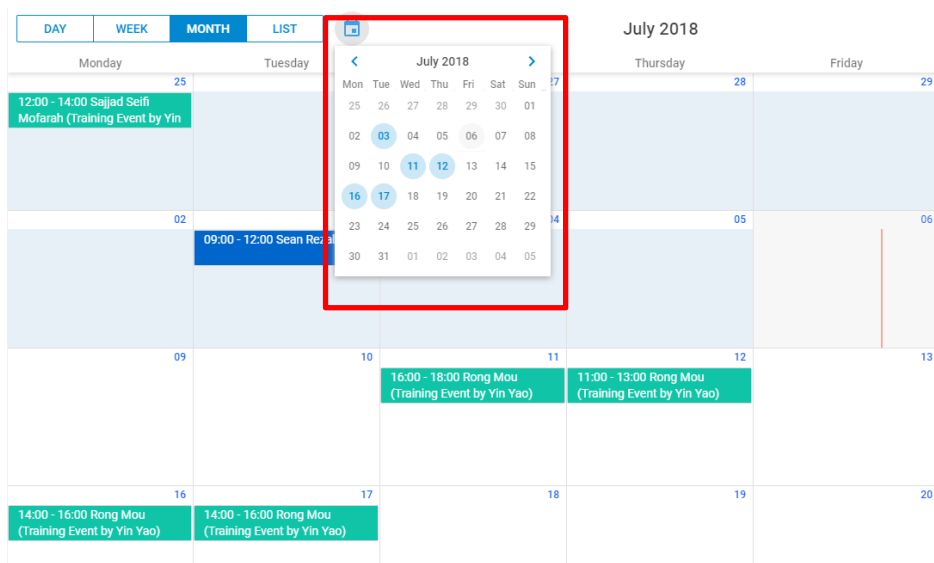 DAY WEEK MONTH LIST July 2018
Monday Tuesday Thursday Friday
July 2018
Mon Tue Wed Thu Fri Sat Sun
25 26 27 28 29 30 01
02 03 04 05 06 07 08
09 10 11 12 13 14 15
16 17 18 19 20 21 22
23 24 25 26 27 28 29
30 31 01 02 03 04 05
25 27 28 29
12:00 - 14:00 Sajjad Seifi
Mofarah (Training Event by Yin
02 04 05 06
09:00 - 12:00 Sean
09 10 11 12 13
16:00 - 18:00 Rong Mou
(Training Event by Yin Yao)
11:00 - 13:00 Rong Mou
(Training Event by Yin Yao)
16 17 18 19 20
14:00 - 16:00 Rong Mou
(Training Event by Yin Yao)
14:00 - 16:00 Rong Mou
(Training Event by Yin Yao)